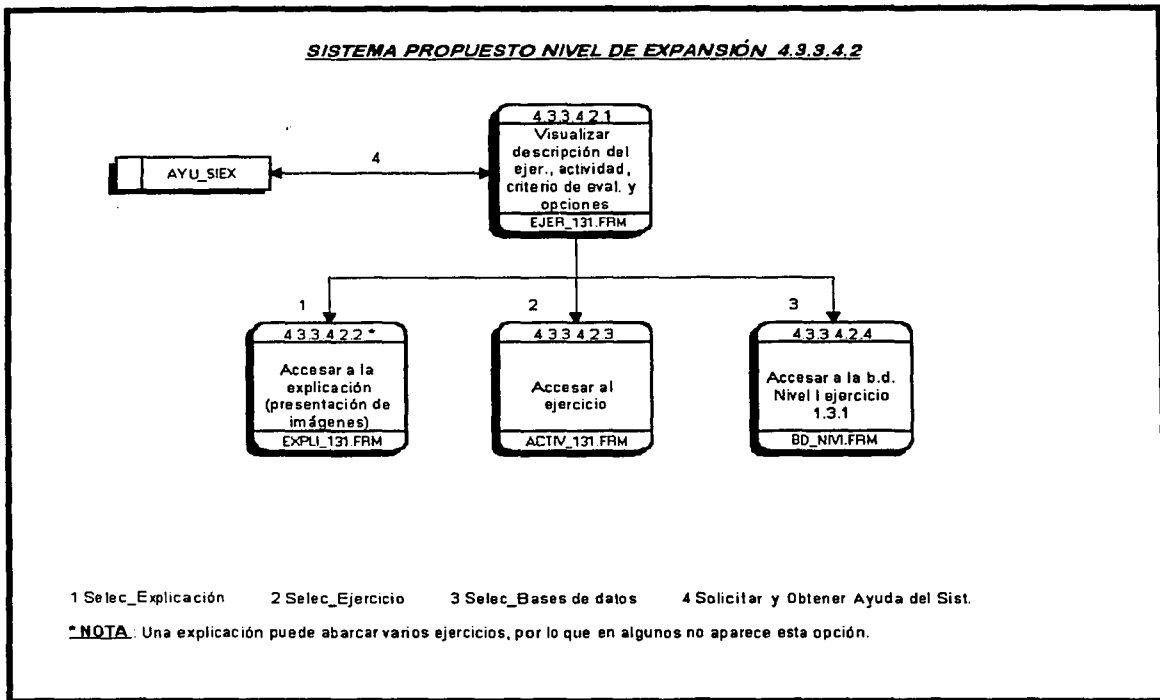 SISTEMA PROPUESTO NIVEL DE EXPANSIÓN 4.3.3.4.2
4.3.3.4.2.1
Visualizar
descripción del
ejer., actividad,
criterio de eval. y
opciones
EJER_131.FRM
AYU_SIEX
4
1
2
3
4.3.3.4.2.2 *
Accesar a la
explicación
(presentación de
imágenes)
EXPLI_131.FRM
4.3.3.4.2.3
Accesar al
ejercicio
ACTIV_131.FRM
4.3.3.4.2.4
Accesar a la b.d.
Nivel I ejercicio
1.3.1
BD_NIVI.FRM
1 Selec_Explicación 2 Selec_Ejercicio 3 Selec_Bases de datos 4 Solicitar y Obtener Ayuda del Sist.
* NOTA : Una explicación puede abarcar varios ejercicios, por lo que en algunos no aparece esta opción.